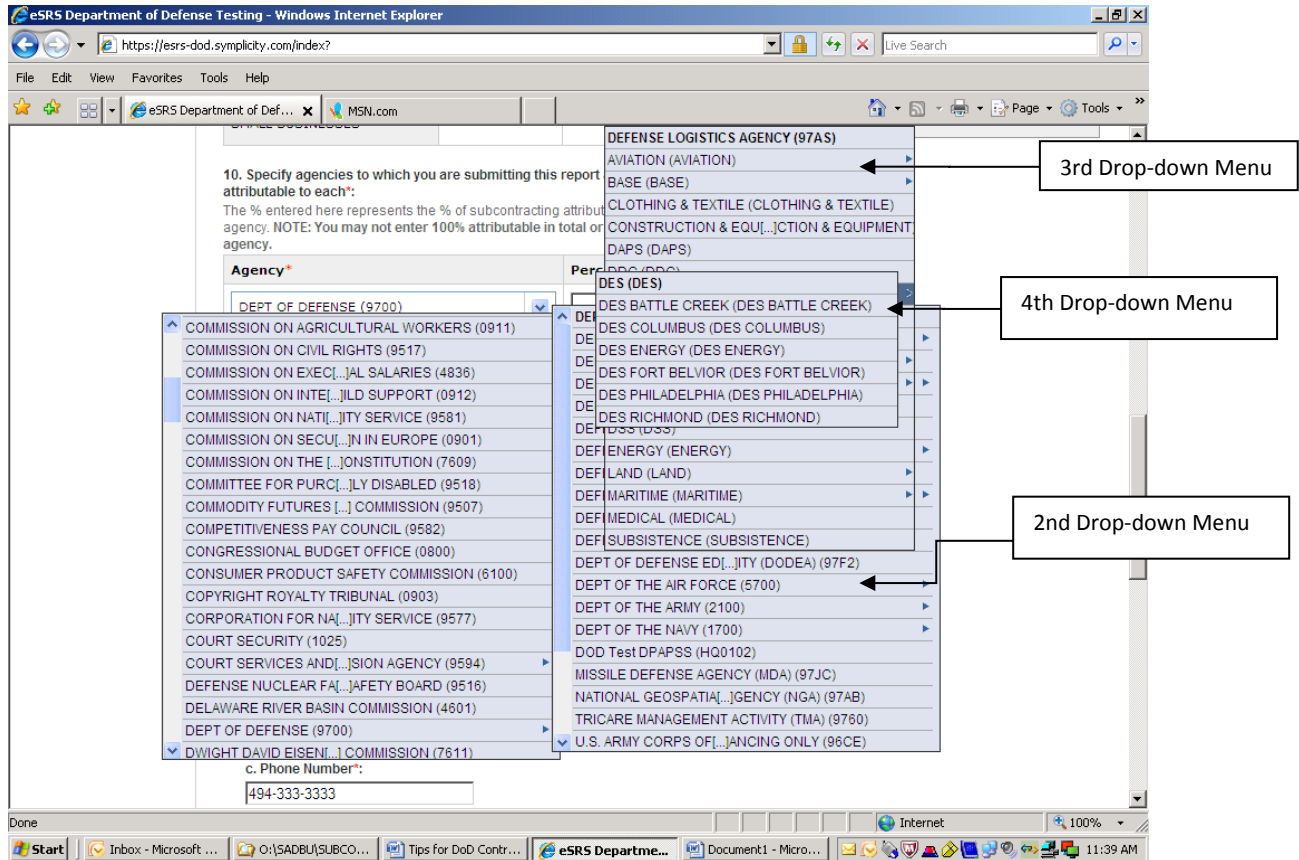 eSRS Department of Defense Testing - Windows Internet Explorer
https://esrs-dod.symplicity.com/index?
Live Search
File Edit View Favorites Tools Help
eSRS Department of Def... MSN.com
Page Tools
SMALL BUSINESSES
10. Specify agencies to which you are submitting this report
attributable to each*:
The % entered here represents the % of subcontracting
agency. NOTE: You may not enter 100% attributable in total or
agency.
Agency*
DEPT OF DEFENSE (9700)
COMMISSION ON AGRICULTURAL WORKERS (0911)
COMMISSION ON CIVIL RIGHTS (9517)
COMMISSION ON EXEC[...]AL SALARIES (4836)
COMMISSION ON INTE[...]ILD SUPPORT (0912)
COMMISSION ON NATI[...]ITY SERVICE (9581)
COMMISSION ON SECU[...]N IN EUROPE (0901)
COMMISSION ON THE [...]ONSTITUTION (7609)
COMMITTEE FOR PURC[...]LY DISABLED (9518)
COMMODITY FUTURES [...] COMMISSION (9507)
COMPETITIVENESS PAY COUNCIL (9582)
CONGRESSIONAL BUDGET OFFICE (0800)
CONSUMER PRODUCT SAFETY COMMISSION (6100)
COPYRIGHT ROYALTY TRIBUNAL (0903)
CORPORATION FOR NA[...]ITY SERVICE (9577)
COURT SECURITY (1025)
COURT SERVICES AND[...]SION AGENCY (9594)
DEFENSE NUCLEAR FA[...]AFETY BOARD (9516)
DELAWARE RIVER BASIN COMMISSION (4601)
DEPT OF DEFENSE (9700)
DWIGHT DAVID EISEN[...] COMMISSION (7611)
DEFENSE LOGISTICS AGENCY (97AS)
AVIATION (AVIATION)
BASE (BASE)
CLOTHING & TEXTILE (CLOTHING & TEXTILE)
CONSTRUCTION & EQU[...]CTION & EQUIPMENT
DAPS (DAPS)
DES (DES)
DES BATTLE CREEK (DES BATTLE CREEK)
DES COLUMBUS (DES COLUMBUS)
DES ENERGY (DES ENERGY)
DES FORT BELVIOR (DES FORT BELVIOR)
DES PHILADELPHIA (DES PHILADELPHIA)
DES RICHMOND (DES RICHMOND)
DSS (DSS)
ENERGY (ENERGY)
LAND (LAND)
MARITIME (MARITIME)
MEDICAL (MEDICAL)
SUBSISTENCE (SUBSISTENCE)
DEPT OF DEFENSE ED[...]ITY (DODEA) (97F2)
DEPT OF THE AIR FORCE (5700)
DEPT OF THE ARMY (2100)
DEPT OF THE NAVY (1700)
DOD Test DPAPSS (HQ0102)
MISSILE DEFENSE AGENCY (MDA) (97JC)
NATIONAL GEOSPATIA[...]GENCY (NGA) (97AB)
TRICARE MANAGEMENT ACTIVITY (TMA) (9760)
U.S. ARMY CORPS OF[...]ANCING ONLY (96CE)
3rd Drop-down Menu
4th Drop-down Menu
2nd Drop-down Menu
c. Phone Number*:
494-333-3333
Done
Internet
100%
Start
Inbox - Microsoft ...
O:\SADBU\SUBCO...
Tips for DoD Contr...
eSRS Departme...
Document1 - Micro...
11:39 AM